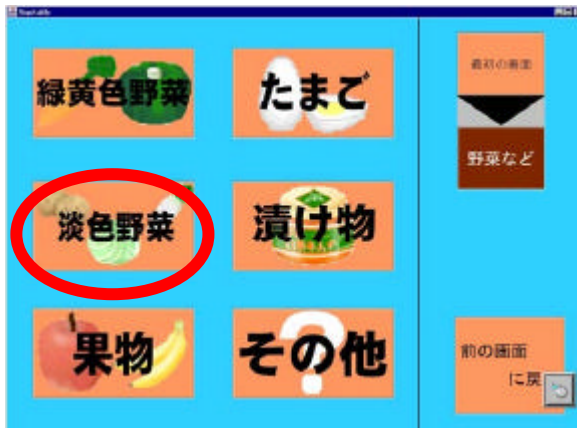 Vegetable
緑黄色野菜
たまご
淡色野菜
漬け物
果物
その他
最初の画面
野菜など
前の画面
に戻